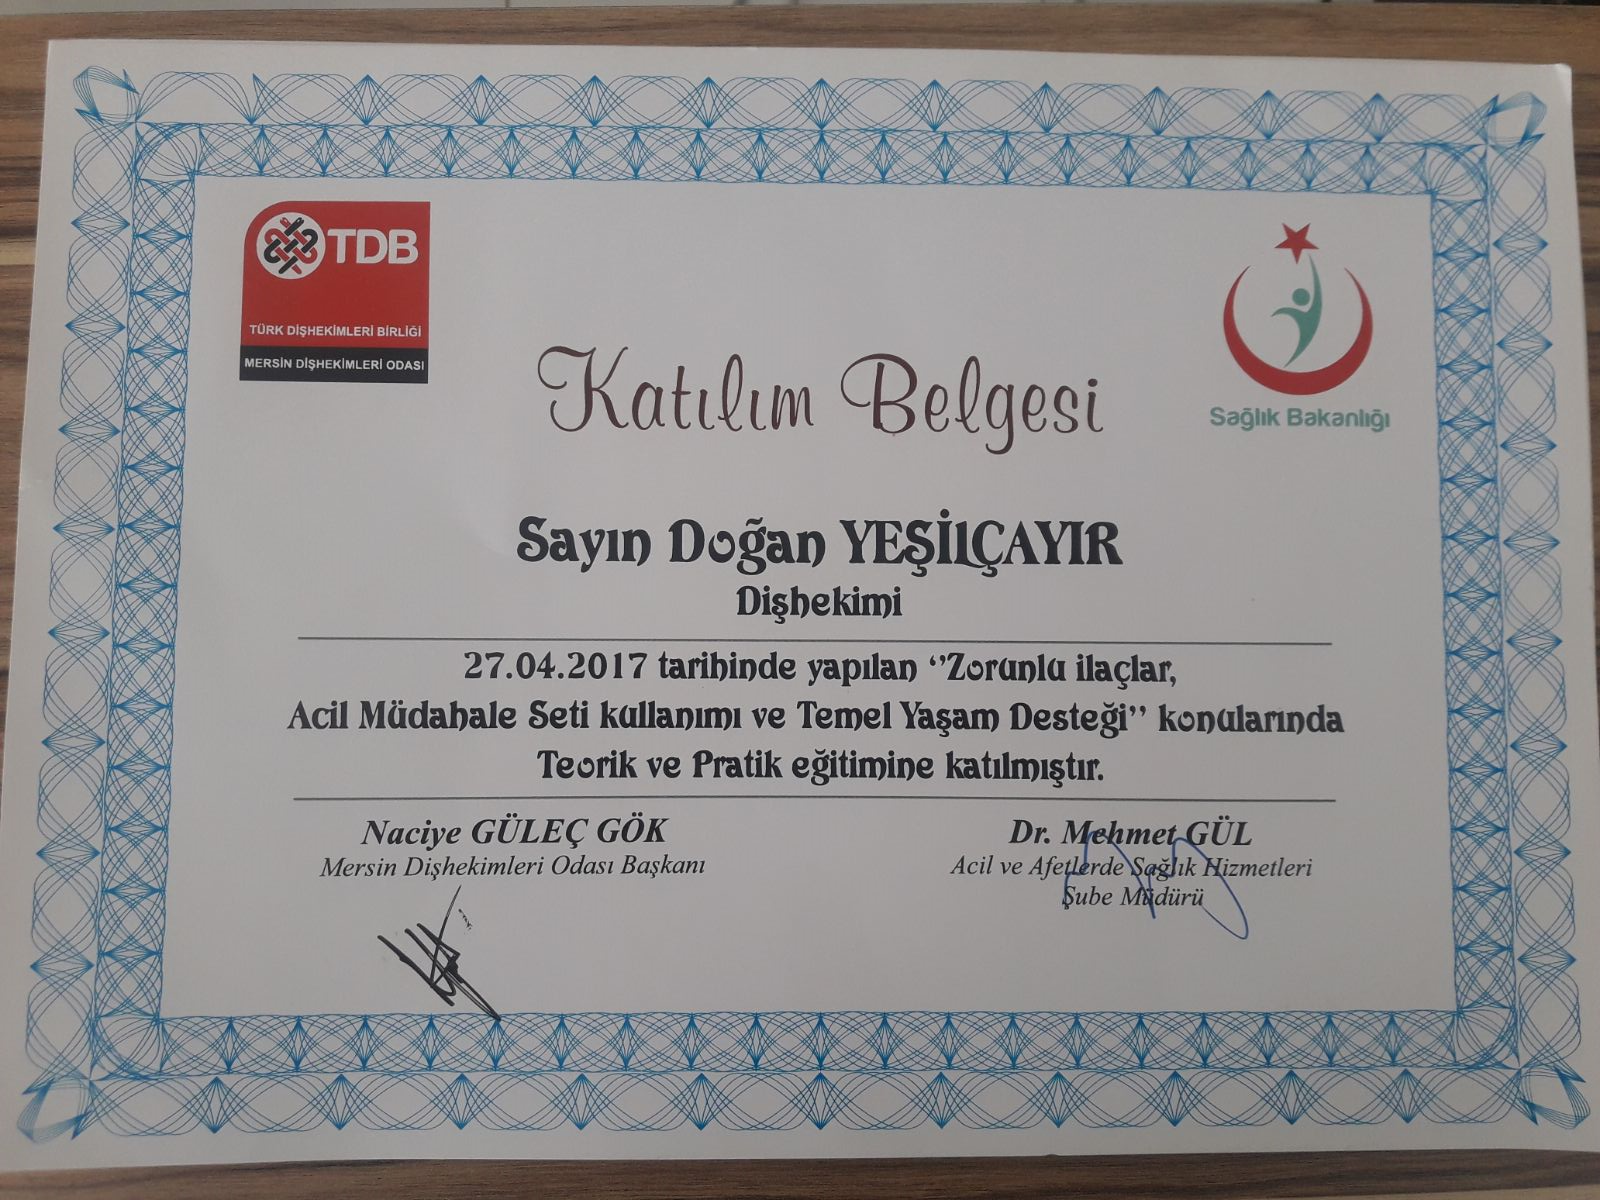 TDB
TÜRK DİŞHEKİMLERİ BİRLİĞİ
MERSİN DİŞHEKİMLERİ ODASI
Sağlık Bakanlığı
Katılım Belgesi
Sayın Doğan YEŞİLÇAYIR
Dişhekimi
27.04.2017 tarihinde yapılan ‘’Zorunlu ilaçlar,
Acil Müdahale Seti kullanımı ve Temel Yaşam Desteği’’ konularında
Teorik ve Pratik eğitimine katılmıştır.
Naciye GÜLEÇ GÖK
Mersin Dişhekimleri Odası Başkanı
Dr. Mehmet GÜL
Acil ve Afetlerde Sağlık Hizmetleri
Şube Müdürü